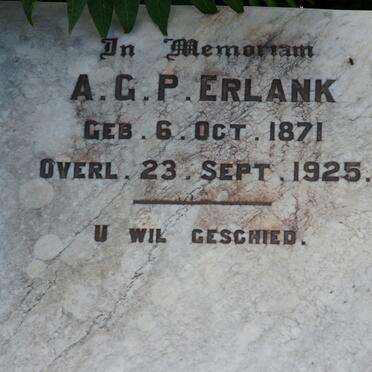 In Memoriam
A. G. P. ERLANK
GEB. 6. OCT. 1871
OVERL. 23. SEPT. 1925.
U WIL GESCHIED.